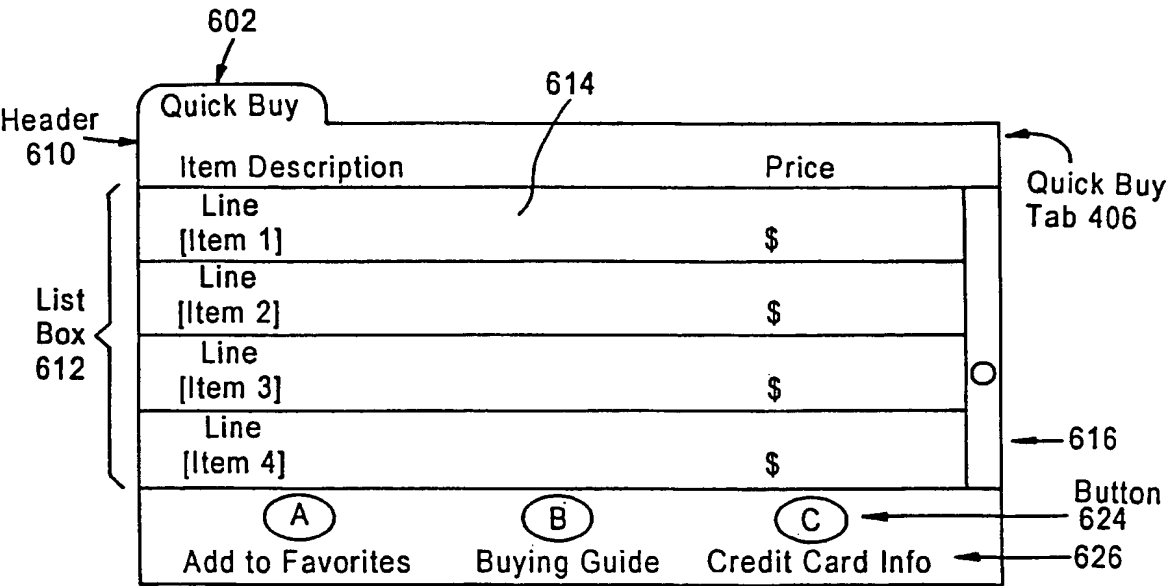 602
614
Quick Buy
Header
610
Item Description Price
Quick Buy
Tab 406
Line
[Item 1] $
Line
[Item 2] $
List
Box
612
Line
[Item 3] $
Line
[Item 4] $
616
Button
624
A B C
Add to Favorites Buying Guide Credit Card Info
626